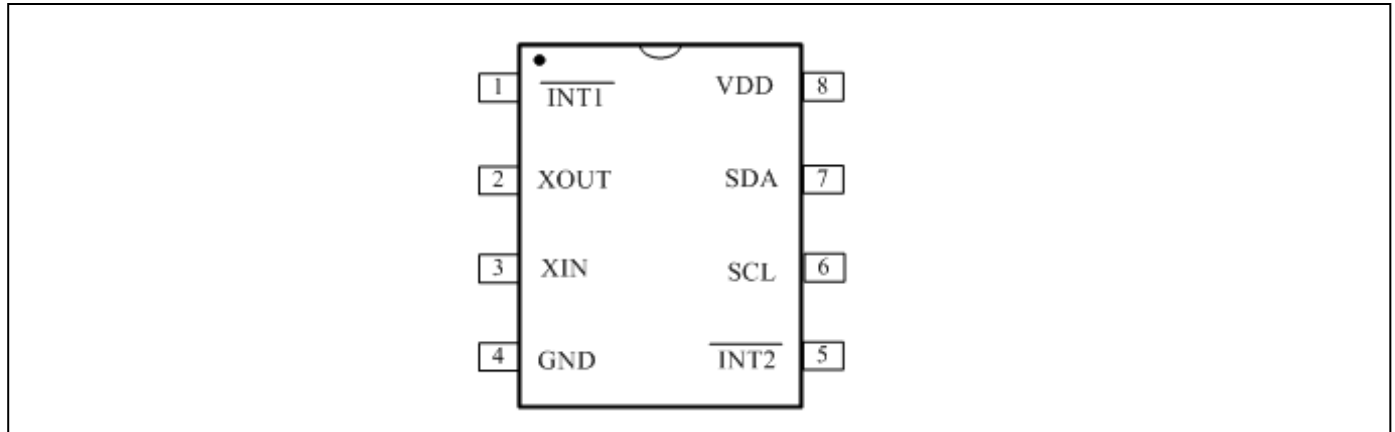 1 INT1 VDD 8
2 XOUT SDA 7
3 XIN SCL 6
4 GND INT2 5